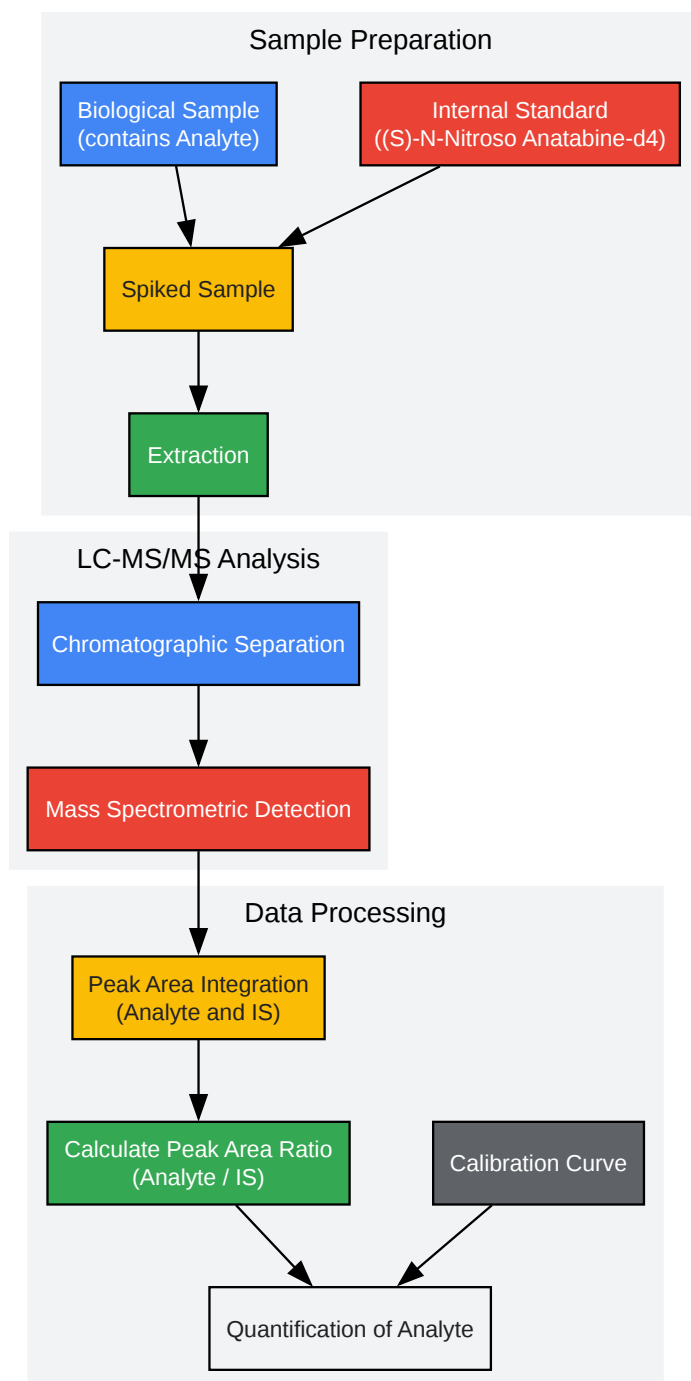 Sample Preparation
Biological Sample
(contains Analyte)
Internal Standard
((S)-N-Nitroso Anatabine-d4)
Spiked Sample
Extraction
LC-MS/MS Analysis
Chromatographic Separation
Mass Spectrometric Detection
Data Processing
Peak Area Integration
(Analyte and IS)
Calculate Peak Area Ratio
(Analyte / IS)
Calibration Curve
Quantification of Analyte